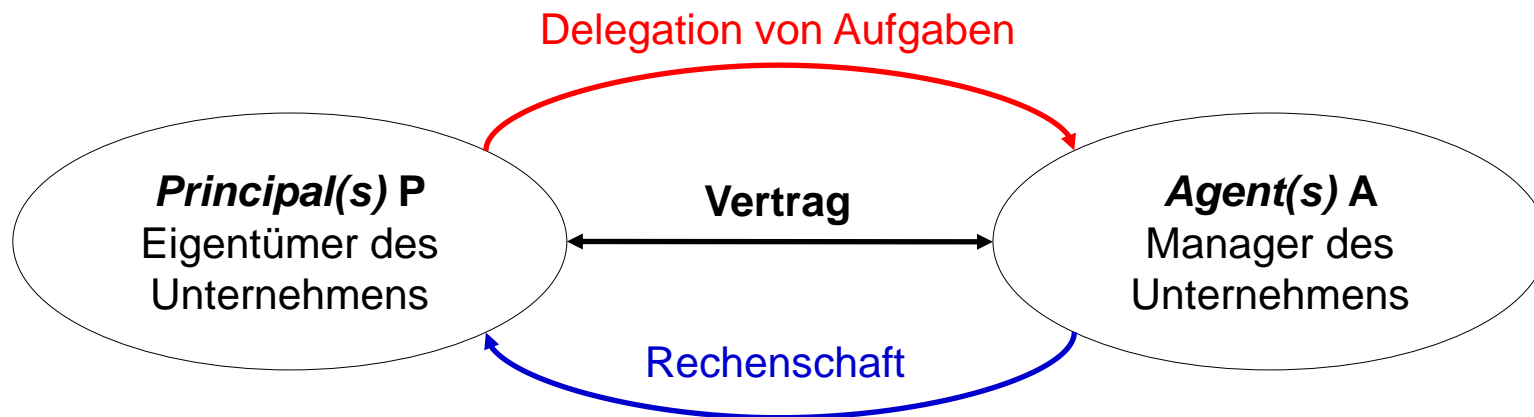 Delegation von Aufgaben
Principal(s) P
Eigentümer des
Unternehmens
Vertrag
Agent(s) A
Manager des
Unternehmens
Rechenschaft